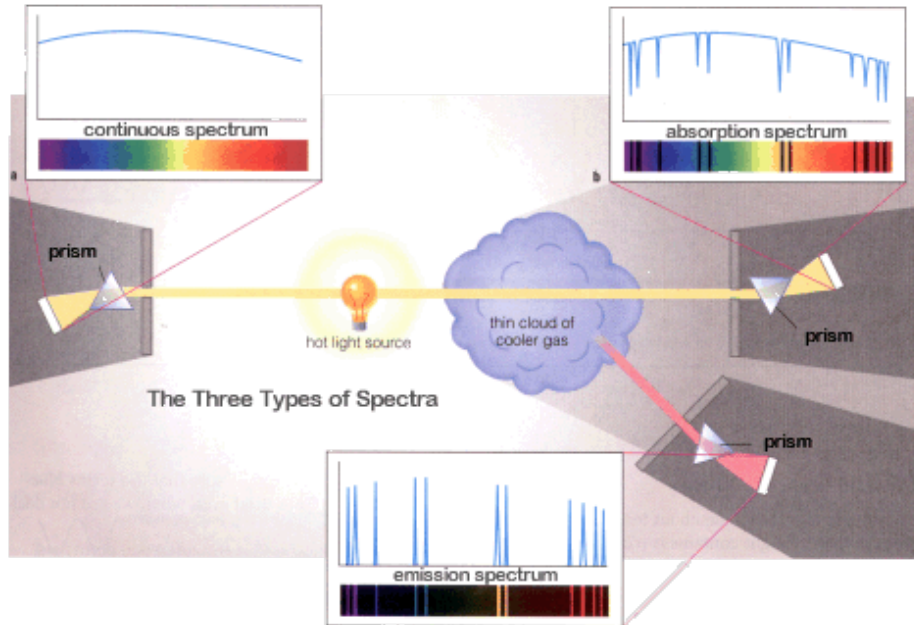 continuous spectrum
absorption spectrum
a
b
prism
hot light source
thin cloud of
cooler gas
prism
The Three Types of Spectra
prism
emission spectrum